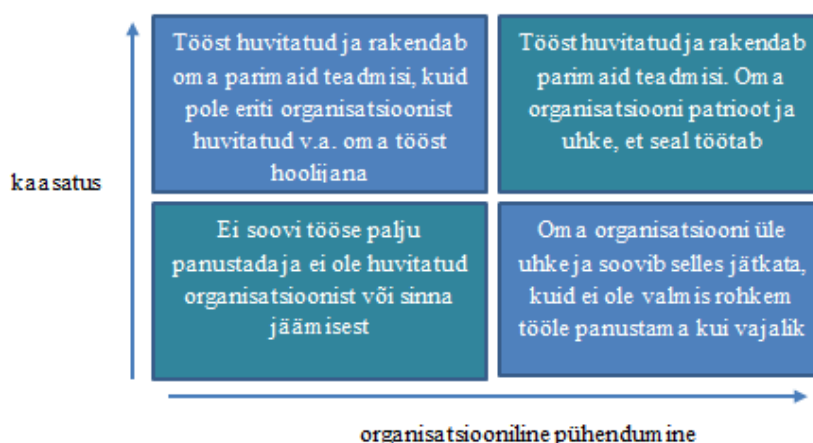 Tööst huvitatud ja rakendab
oma parimaid teadmisi, kuid
pole eriti organisatsioonist
huvitatud v.a. oma tööst
hoolijana
Tööst huvitatud ja rakendab
parimaid teadmisi. Oma
organisatsiooni patrioot ja
uhke, et seal töötab
kaasatus
Ei soovi tööse palju
panustada ja ei ole huvitatud
organisatsioonist või sinna
jäämisest
Oma organisatsiooni üle
uhke ja soovib selles jätkata,
kuid ei ole valmis rohkem
tööle panustama kui vajalik
organisatsiooniline pühendumine